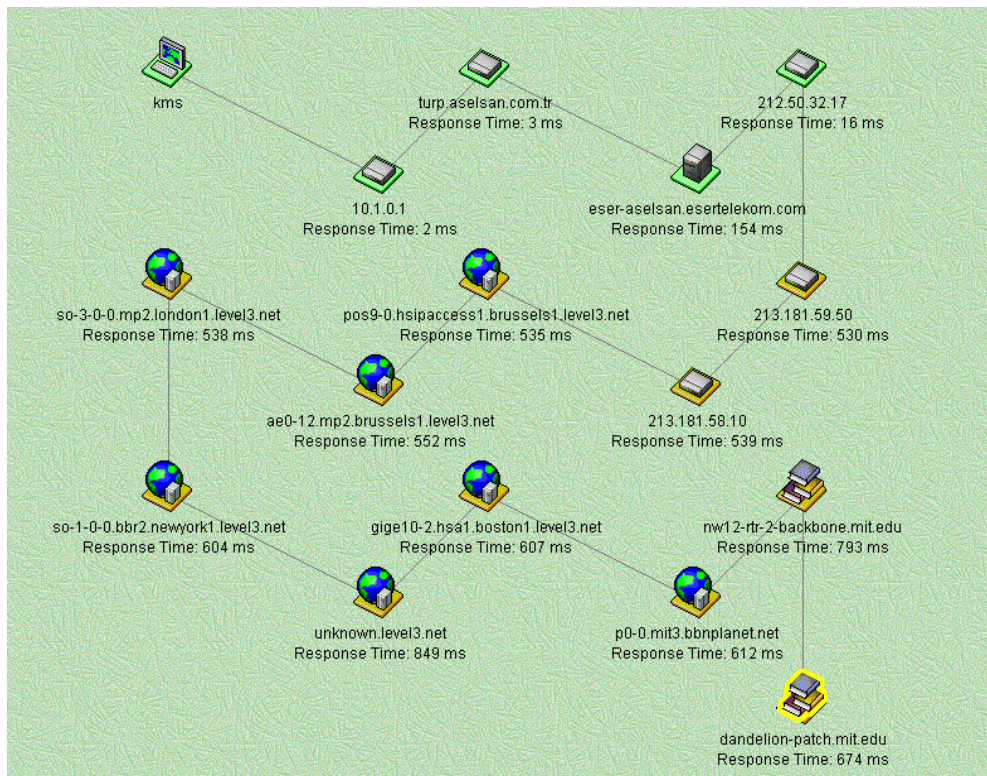 kms
turp.aselsan.com.tr
Response Time: 3 ms
212.50.32.17
Response Time: 16 ms
10.1.0.1
Response Time: 2 ms
eser-aselsan.esertelekom.com
Response Time: 154 ms
so-3-0-0.mp2.london1.level3.net
Response Time: 538 ms
pos9-0.hsipaccess1.brussels1.level3.net
Response Time: 535 ms
213.181.59.50
Response Time: 530 ms
ae0-12.mp2.brussels1.level3.net
Response Time: 552 ms
213.181.58.10
Response Time: 539 ms
so-1-0-0.bbr2.newyork1.level3.net
Response Time: 604 ms
gige10-2.hsa1.boston1.level3.net
Response Time: 607 ms
nw12-rtr-2-backbone.mit.edu
Response Time: 793 ms
unknown.level3.net
Response Time: 849 ms
p0-0.mit3.bbnplanet.net
Response Time: 612 ms
dandelion-patch.mit.edu
Response Time: 674 ms